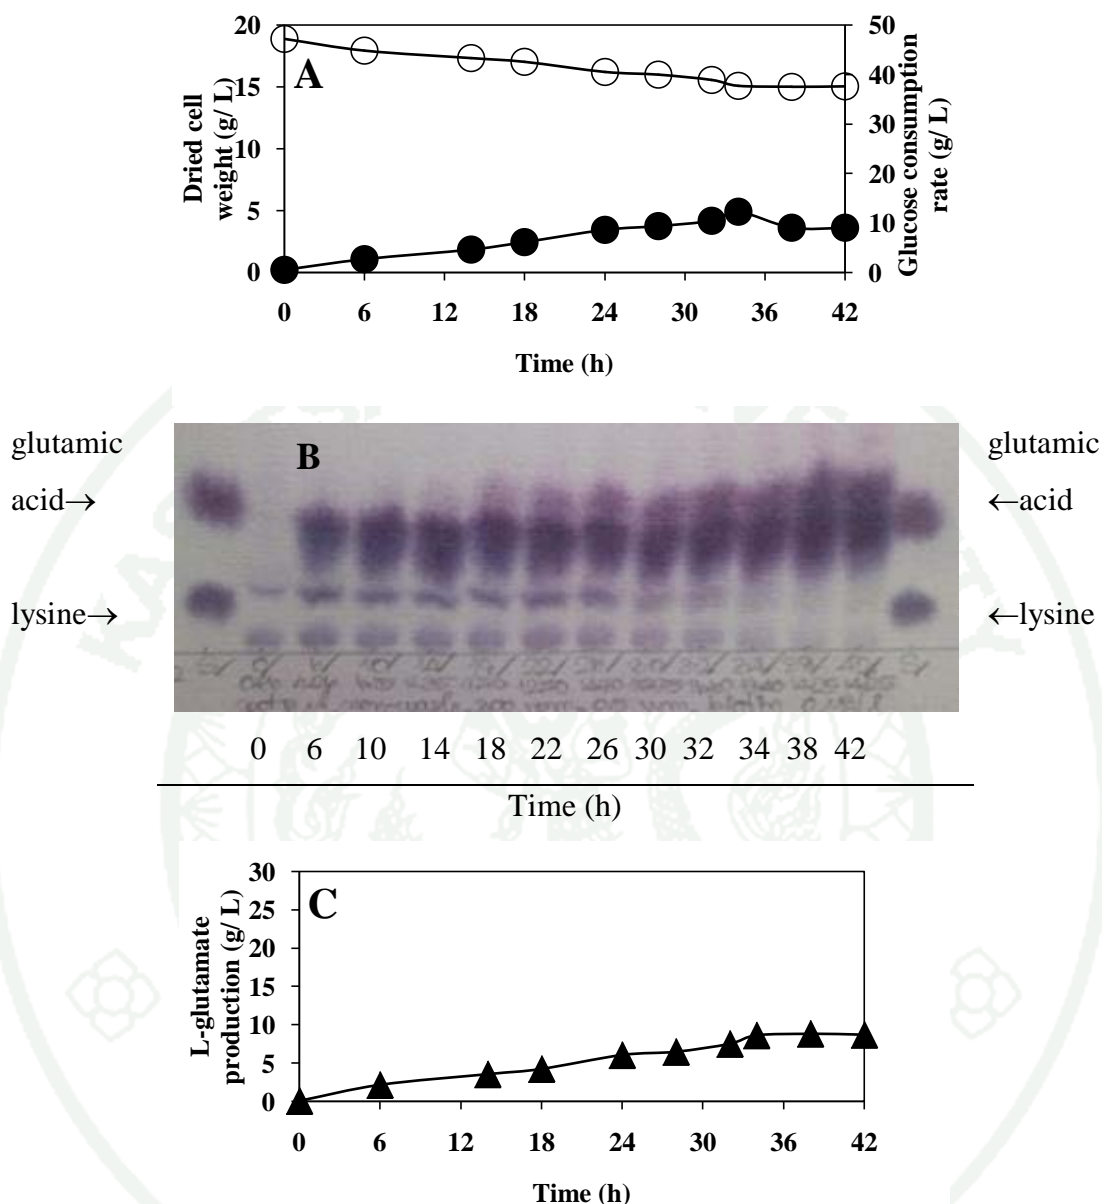 A
Dried cell
weight (g/ L)
20
15
10
5
0
Glucose consumption
rate (g/ L)
50
40
30
20
10
0
0 6 12 18 24 30 36 42
Time (h)
B
glutamic
acid→
lysine→
glutamic
←acid
←lysine
0 6 10 14 18 22 26 30 32 34 38 42
Time (h)
C
L-glutamate
production (g/ L)
30
25
20
15
10
5
0
0 6 12 18 24 30 36 42
Time (h)